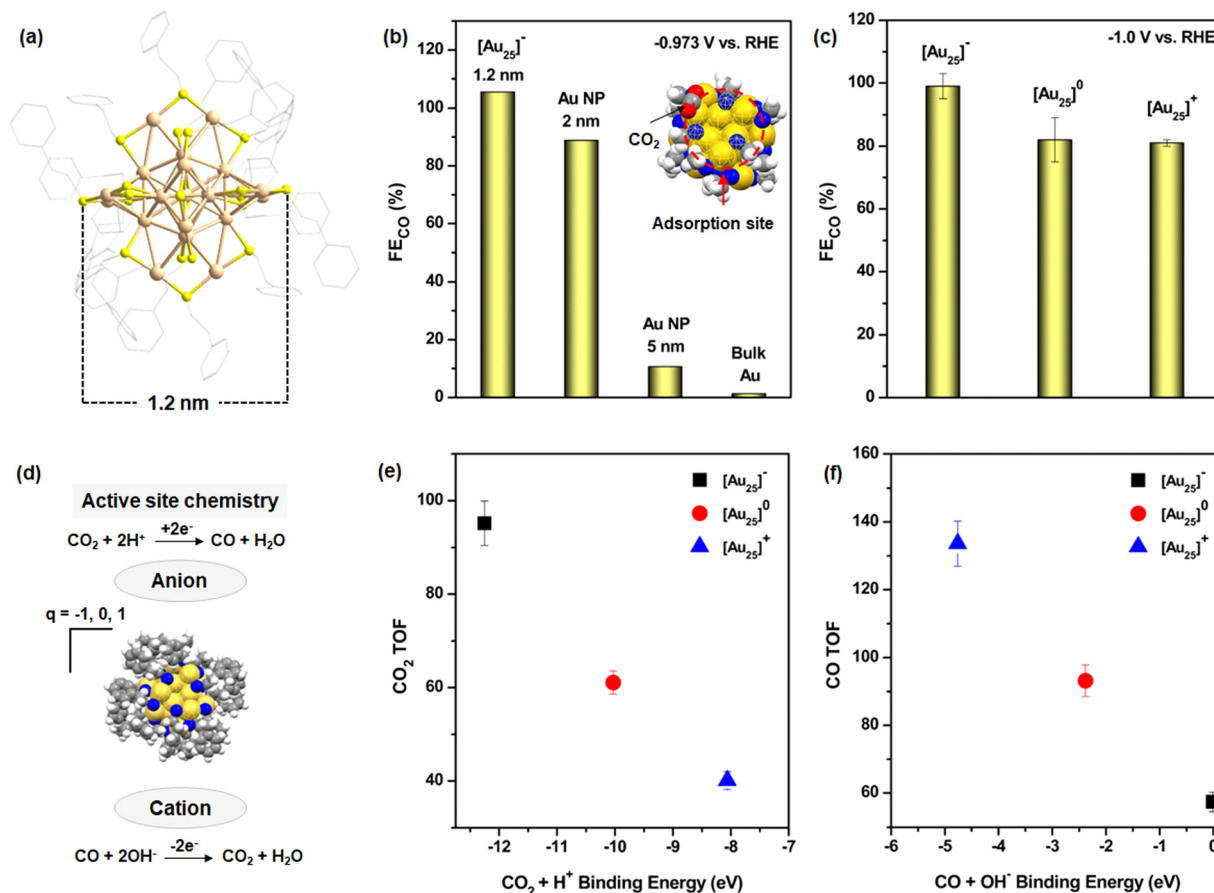 (a)
1.2 nm
(b)
-0.973 V vs. RHE
[Au₂₅]⁻
1.2 nm
Au NP
2 nm
Au NP
5 nm
Bulk
Au
CO₂
Adsorption site
FE_CO (%)
120
100
80
60
40
20
0
(c)
-1.0 V vs. RHE
[Au₂₅]⁻
[Au₂₅]⁰
[Au₂₅]⁺
FE_CO (%)
120
100
80
60
40
20
0
(d)
Active site chemistry
+2e⁻
CO₂ + 2H⁺ → CO + H₂O
Anion
q = -1, 0, 1
Cation
-2e⁻
CO + 2OH⁻ → CO₂ + H₂O
(e)
[Au₂₅]⁻
[Au₂₅]⁰
[Au₂₅]⁺
CO₂ TOF
100
80
60
40
-12 -11 -10 -9 -8 -7
CO₂ + H⁺ Binding Energy (eV)
(f)
[Au₂₅]⁻
[Au₂₅]⁰
[Au₂₅]⁺
CO TOF
160
140
120
100
80
60
-6 -5 -4 -3 -2 -1 0
CO + OH⁻ Binding Energy (eV)